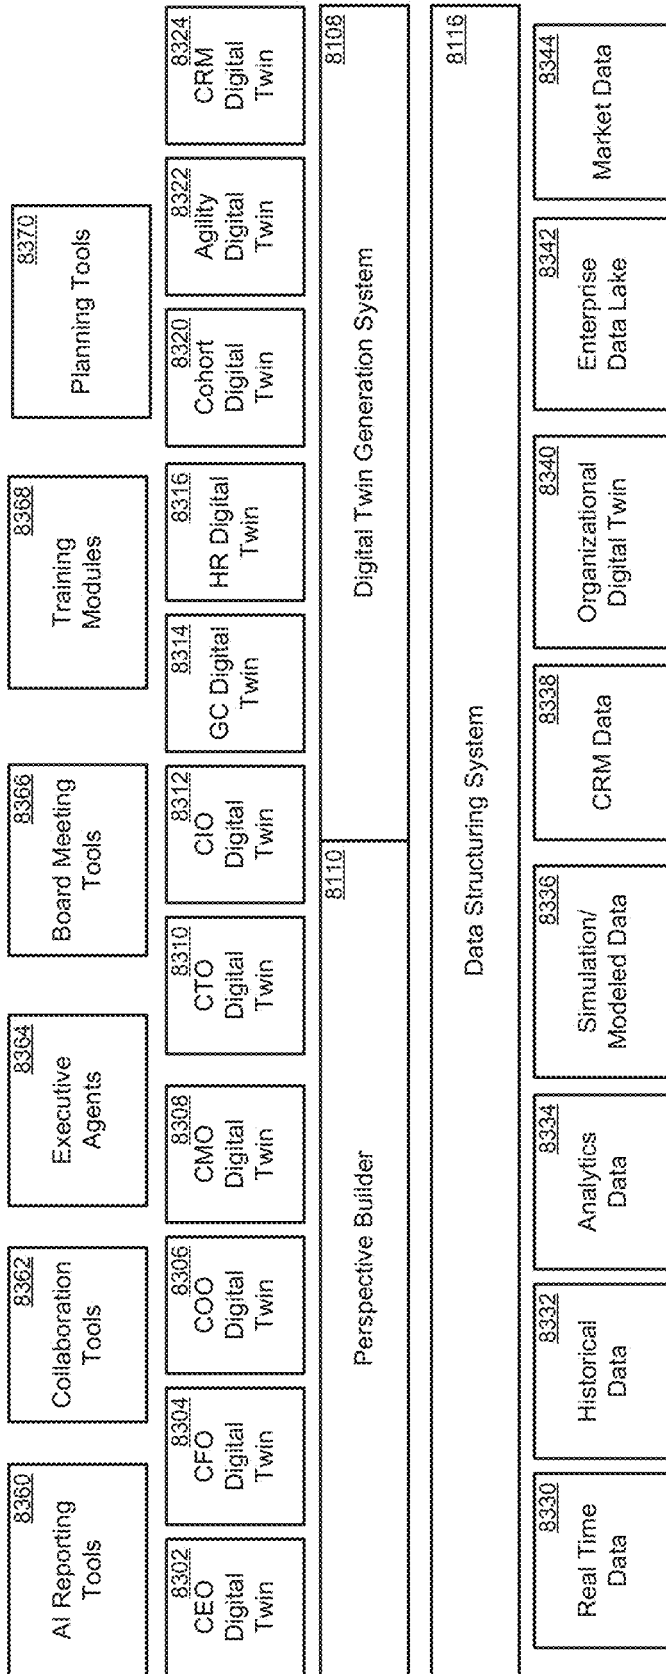 8360
AI Reporting
Tools
8362
Collaboration
Tools
8364
Executive
Agents
8366
Board Meeting
Tools
8368
Training
Modules
8370
Planning Tools
8302
CEO
Digital
Twin
8304
CFO
Digital
Twin
8306
COO
Digital
Twin
8308
CMO
Digital
Twin
8310
CTO
Digital
Twin
8312
CIO
Digital
Twin
8314
GC Digital
Twin
8316
HR Digital
Twin
8320
Cohort
Digital
Twin
8322
Agility
Digital
Twin
8324
CRM
Digital
Twin
8110
Perspective Builder
8108
Digital Twin Generation System
8116
Data Structuring System
8330
Real Time
Data
8332
Historical
Data
8334
Analytics
Data
8336
Simulation/
Modeled Data
8338
CRM Data
8340
Organizational
Digital Twin
8342
Enterprise
Data Lake
8344
Market Data